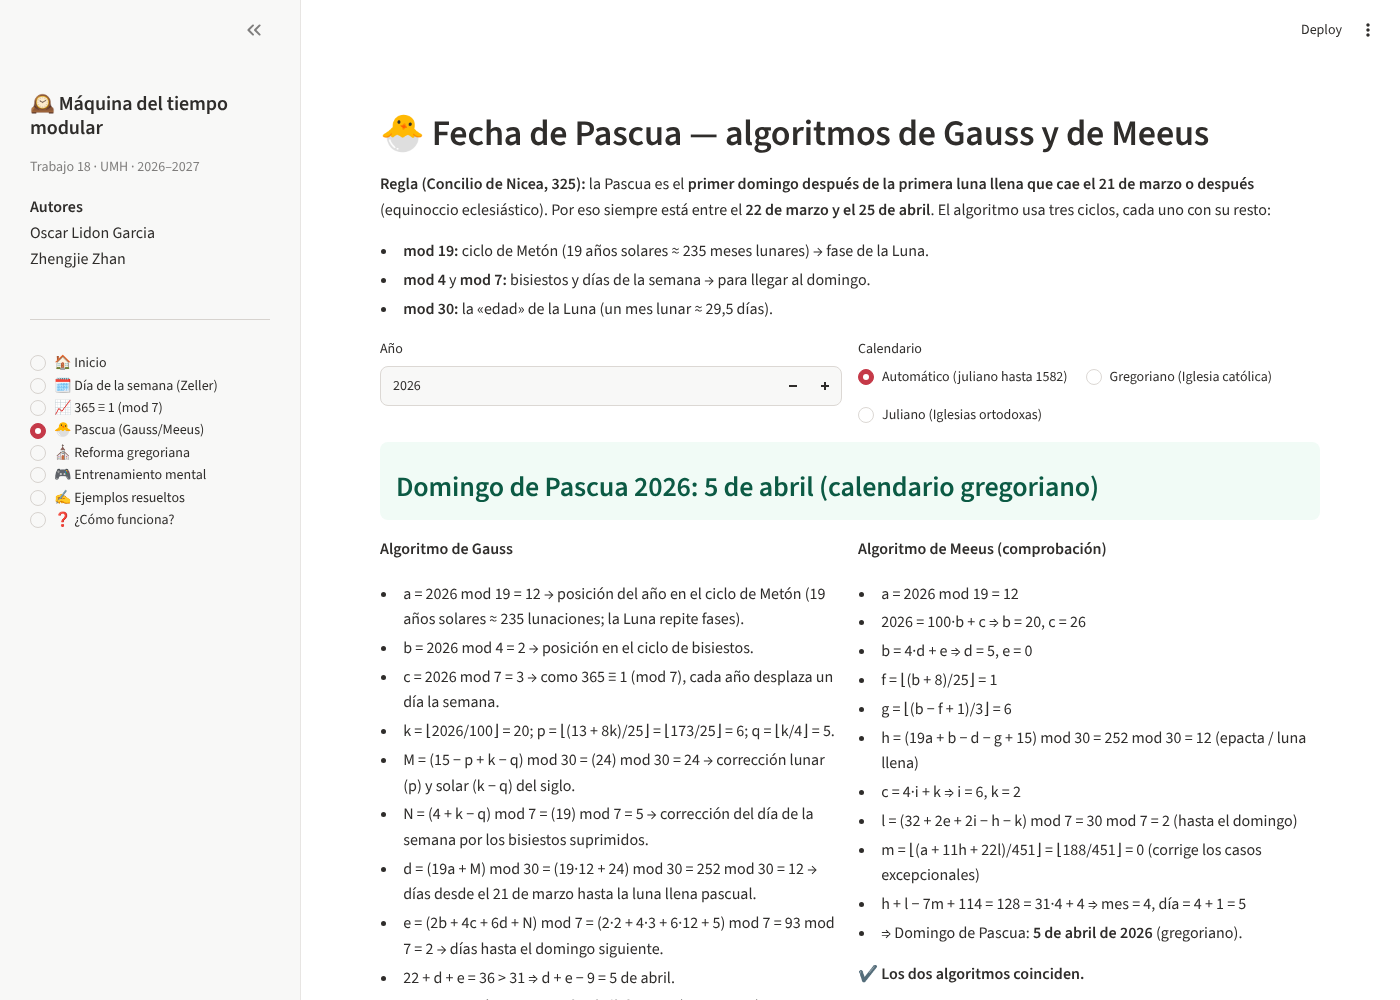 Deploy
🕰️ Máquina del tiempo
modular
Trabajo 18 · UMH · 2026–2027
Autores
Oscar Lidon Garcia
Zhengjie Zhan
🏠 Inicio
🗓️ Día de la semana (Zeller)
📈 365 ≡ 1 (mod 7)
🐣 Pascua (Gauss/Meeus)
⛪ Reforma gregoriana
🎮 Entrenamiento mental
✍️ Ejemplos resueltos
❓ ¿Cómo funciona?
🐣 Fecha de Pascua — algoritmos de Gauss y de Meeus
Regla (Concilio de Nicea, 325): la Pascua es el primer domingo después de la primera luna llena que cae el 21 de marzo o después
(equinoccio eclesiástico). Por eso siempre está entre el 22 de marzo y el 25 de abril. El algoritmo usa tres ciclos, cada uno con su resto:
• mod 19: ciclo de Metón (19 años solares ≈ 235 meses lunares) → fase de la Luna.
• mod 4 y mod 7: bisiestos y días de la semana → para llegar al domingo.
• mod 30: la «edad» de la Luna (un mes lunar ≈ 29,5 días).
Año
2026
Calendario
Automático (juliano hasta 1582) Gregoriano (Iglesia católica)
Juliano (Iglesias ortodoxas)
Domingo de Pascua 2026: 5 de abril (calendario gregoriano)
Algoritmo de Gauss
• a = 2026 mod 19 = 12 → posición del año en el ciclo de Metón (19
años solares ≈ 235 lunaciones; la Luna repite fases).
• b = 2026 mod 4 = 2 → posición en el ciclo de bisiestos.
• c = 2026 mod 7 = 3 → como 365 ≡ 1 (mod 7), cada año desplaza un
día la semana.
• k = ⌊2026/100⌋ = 20; p = ⌊(13 + 8k)/25⌋ = ⌊173/25⌋ = 6; q = ⌊k/4⌋ = 5.
• M = (15 − p + k − q) mod 30 = (24) mod 30 = 24 → corrección lunar
(p) y solar (k − q) del siglo.
• N = (4 + k − q) mod 7 = (19) mod 7 = 5 → corrección del día de la
semana por los bisiestos suprimidos.
• d = (19a + M) mod 30 = (19·12 + 24) mod 30 = 252 mod 30 = 12 →
días desde el 21 de marzo hasta la luna llena pascual.
• e = (2b + 4c + 6d + N) mod 7 = (2·2 + 4·3 + 6·12 + 5) mod 7 = 93 mod
7 = 2 → días hasta el domingo siguiente.
• 22 + d + e = 36 > 31 ⇒ d + e − 9 = 5 de abril.
Algoritmo de Meeus (comprobación)
• a = 2026 mod 19 = 12
• 2026 = 100·b + c ⇒ b = 20, c = 26
• b = 4·d + e ⇒ d = 5, e = 0
• f = ⌊(b + 8)/25⌋ = 1
• g = ⌊(b − f + 1)/3⌋ = 6
• h = (19a + b − d − g + 15) mod 30 = 252 mod 30 = 12 (epacta / luna
llena)
• c = 4·i + k ⇒ i = 6, k = 2
• l = (32 + 2e + 2i − h − k) mod 7 = 30 mod 7 = 2 (hasta el domingo)
• m = ⌊(a + 11h + 22l)/451⌋ = ⌊188/451⌋ = 0 (corrige los casos
excepcionales)
• h + l − 7m + 114 = 128 = 31·4 + 4 ⇒ mes = 4, día = 4 + 1 = 5
• ⇒ Domingo de Pascua: 5 de abril de 2026 (gregoriano).
✔️ Los dos algoritmos coinciden.